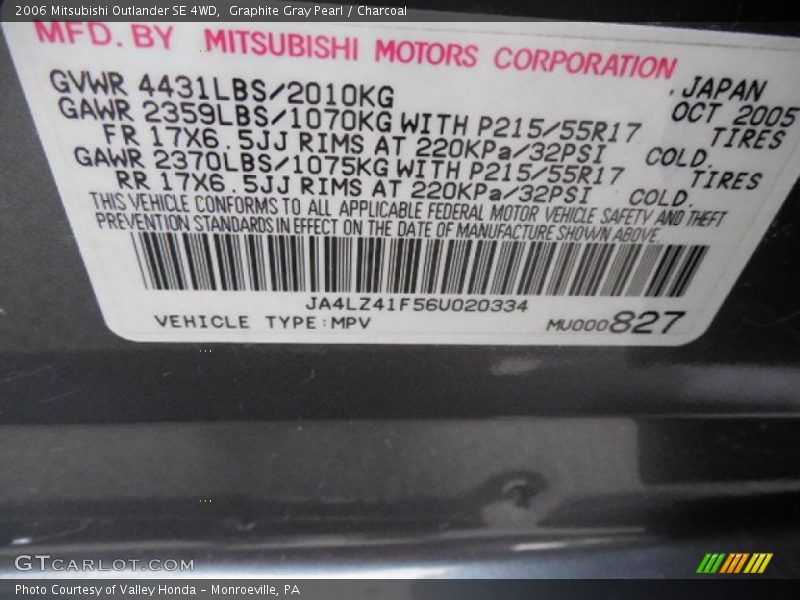 2006 Mitsubishi Outlander SE 4WD,  Graphite Gray Pearl / Charcoal
MFD. BY MITSUBISHI MOTORS CORPORATION
GVWR 4431LBS/2010KG , JAPAN
GAWR 2359LBS/1070KG WITH P215/55R17 OCT 2005
FR 17X6.5JJ RIMS AT 220KPa/32PSI COLD. TIRES
GAWR 2370LBS/1075KG WITH P215/55R17 TIRES
RR 17X6.5JJ RIMS AT 220KPa/32PSI COLD.
THIS VEHICLE CONFORMS TO ALL APPLICABLE FEDERAL MOTOR VEHICLE SAFETY AND THEFT
PREVENTION STANDARDS IN EFFECT ON THE DATE OF MANUFACTURE SHOWN ABOVE.
JA4LZ41F56U020334
VEHICLE TYPE:MPV MU000827
GTCARLOT.COM
Photo Courtesy of Valley Honda – Monroeville, PA